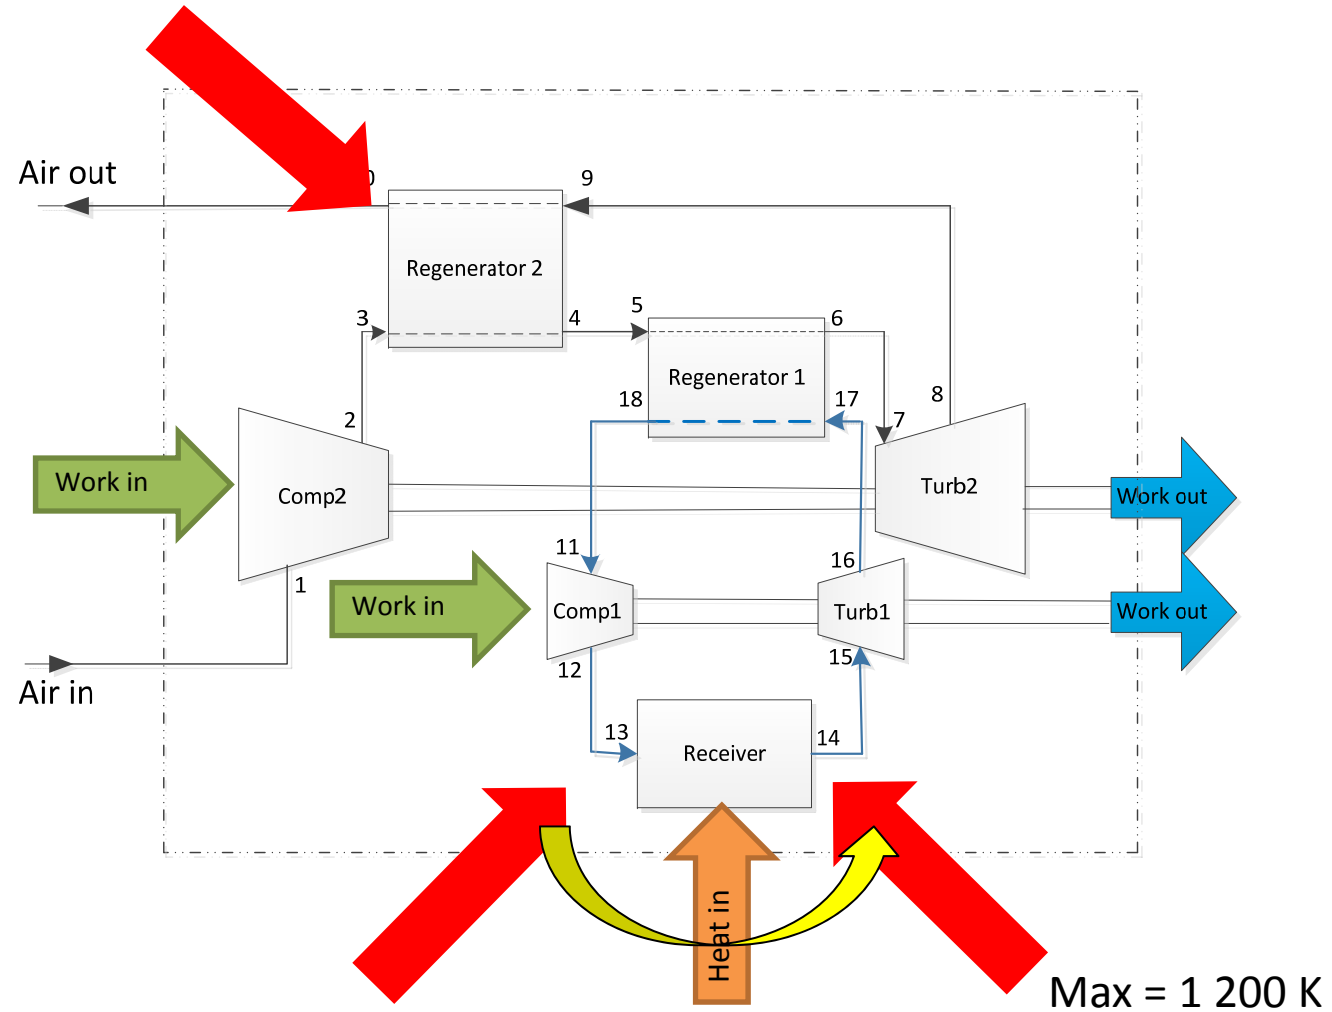 Air out
0
9
Regenerator 2
3
4
5
6
Regenerator 1
18
17
8
2
7
Work in
Comp2
Turb2
Work out
11
16
1
Work in
Comp1
Turb1
Work out
12
15
Air in
13
14
Receiver
Heat in
Max = 1 200 K